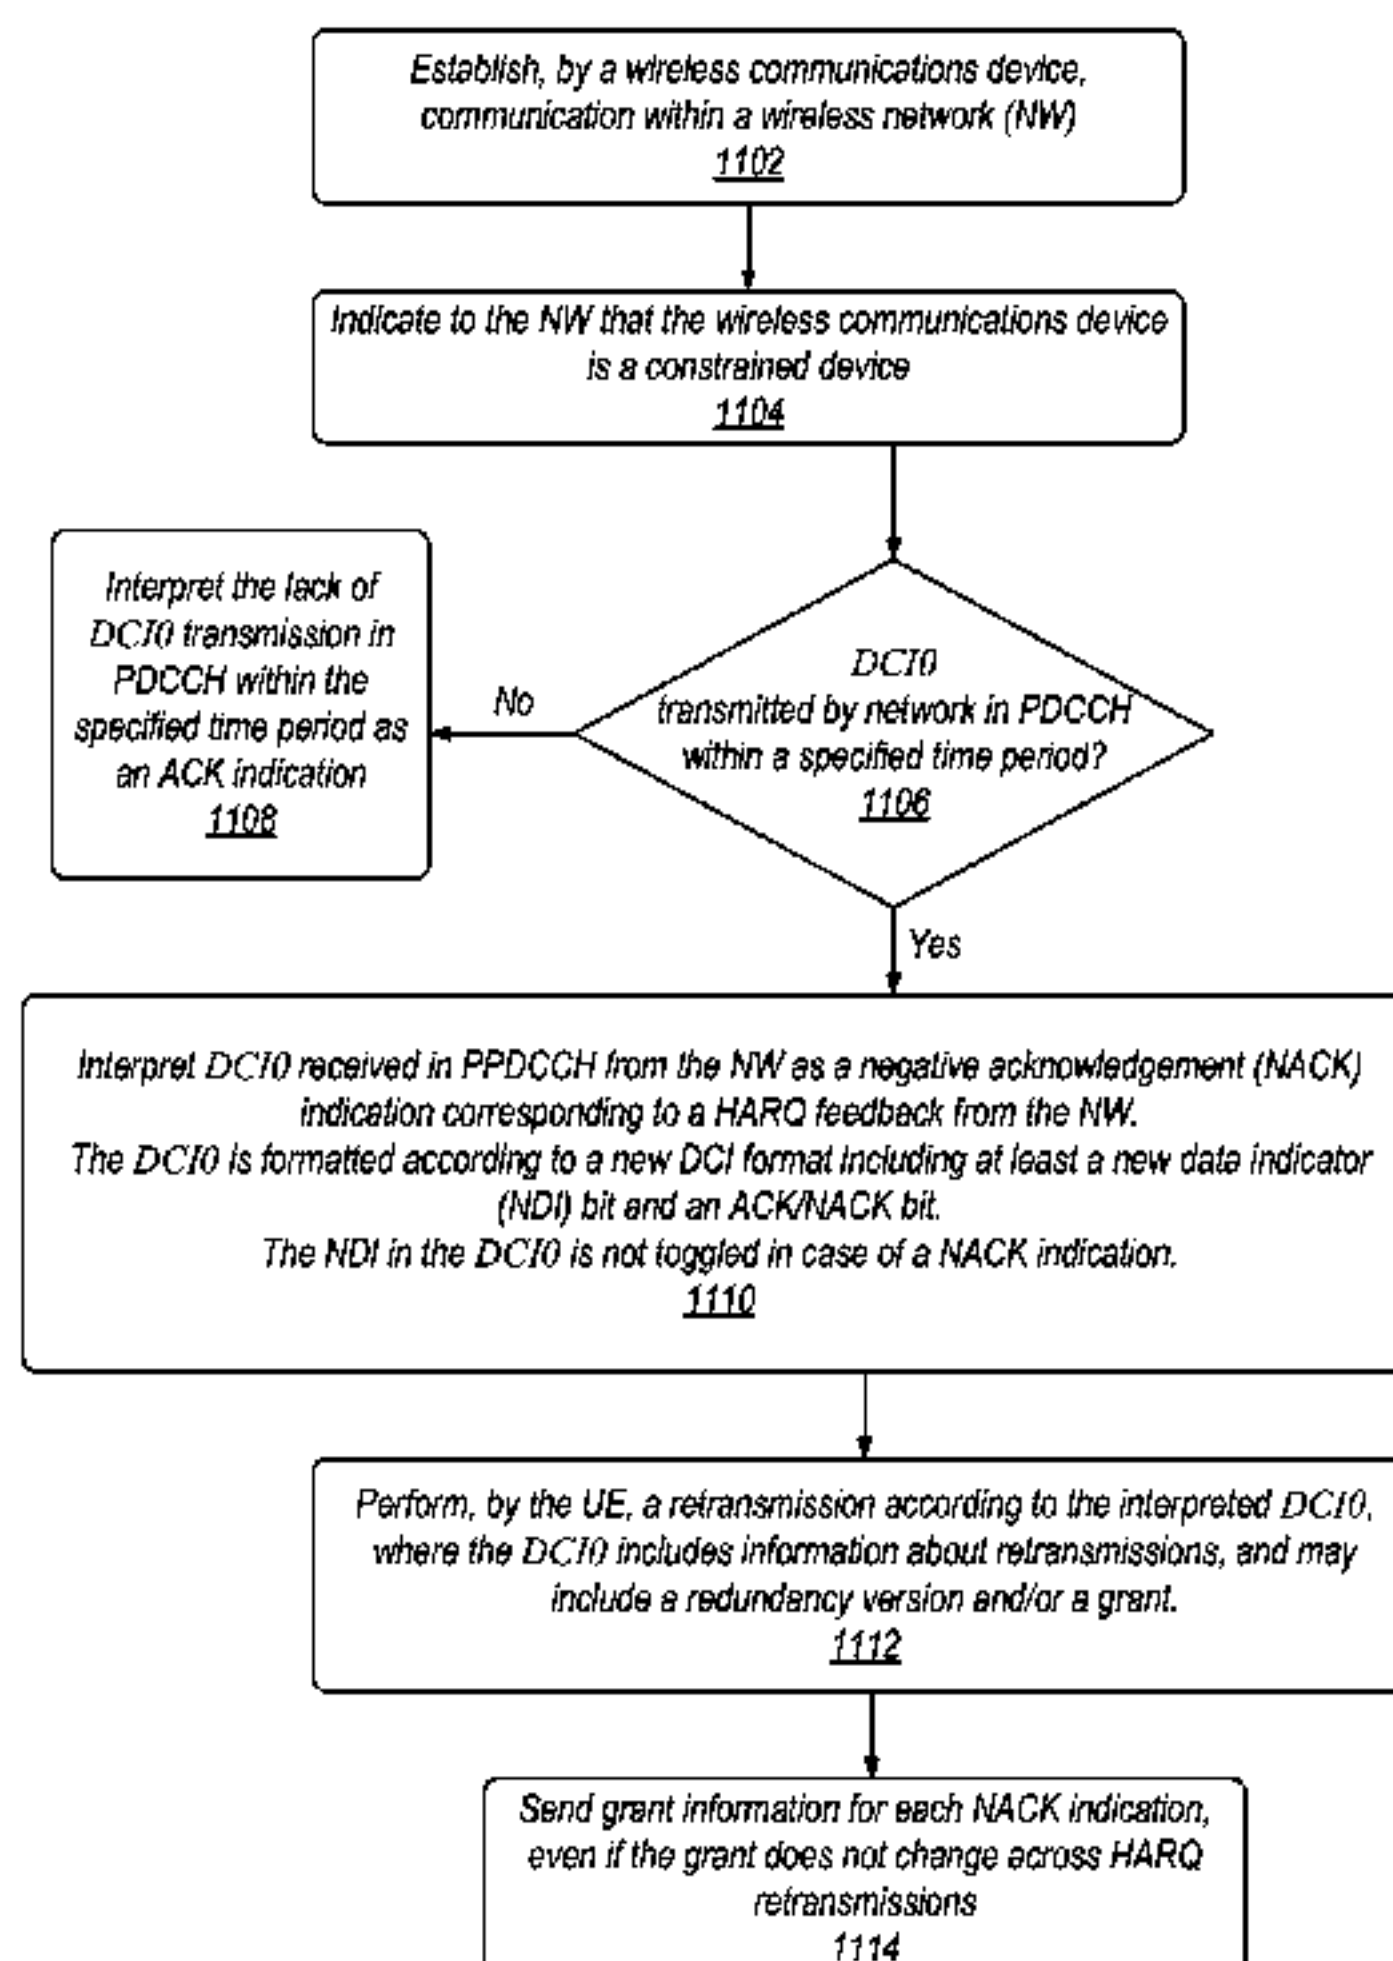 Establish, by a wireless communications device,
communication within a wireless network (NW)
1102
Indicate to the NW that the wireless communications device
is a constrained device
1104
DCI0
transmitted by network in PDCCH
within a specified time period?
1106
No
Interpret the lack of
DCI0 transmission in
PDCCH within the
specified time period as
an ACK indication
1108
Yes
Interpret DCI0 received in PPDCCH from the NW as a negative acknowledgement (NACK)
indication corresponding to a HARQ feedback from the NW.
The DCI0 is formatted according to a new DCI format including at least a new data indicator
(NDI) bit and an ACK/NACK bit.
The NDI in the DCI0 is not toggled in case of a NACK indication.
1110
Perform, by the UE, a retransmission according to the interpreted DCI0,
where the DCI0 includes information about retransmissions, and may
include a redundancy version and/or a grant.
1112
Send grant information for each NACK indication,
even if the grant does not change across HARQ
retransmissions
1114